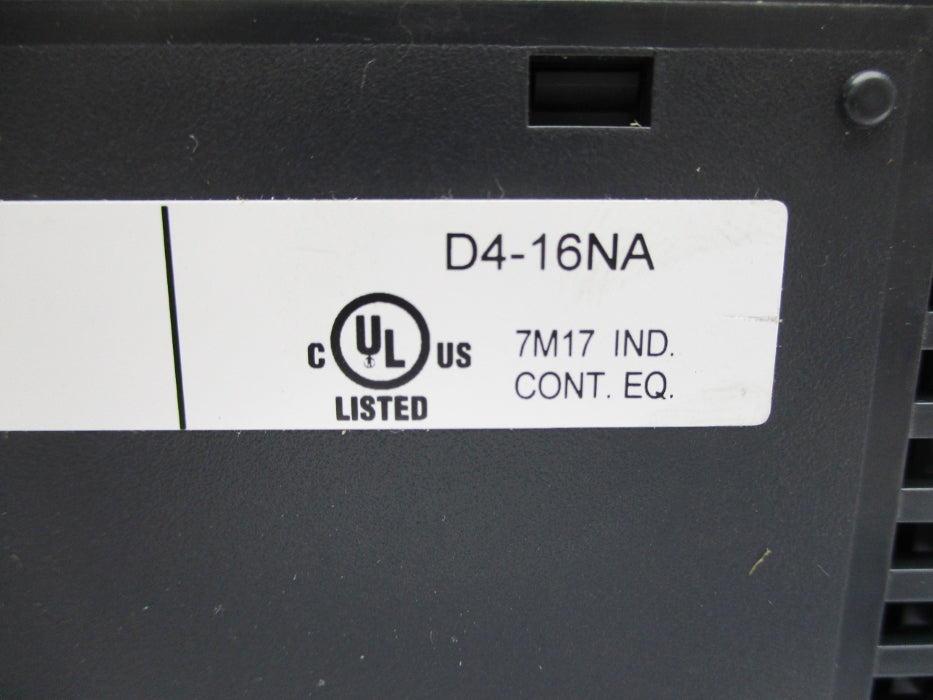 D4-16NA
C UL US
LISTED
7M17 IND.
CONT. EQ.